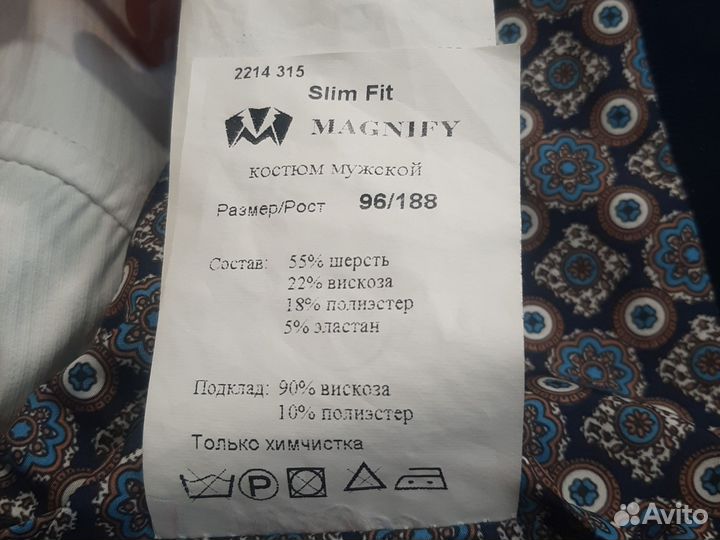 2214 315
Slim Fit
MAGNIFY
костюм мужской
Размер/Рост 96/188
Состав: 55% шерсть
22% вискоза
18% полиэстер
5% эластан
Подклад: 90% вискоза
10% полиэстер
Только химчистка
P
Avito